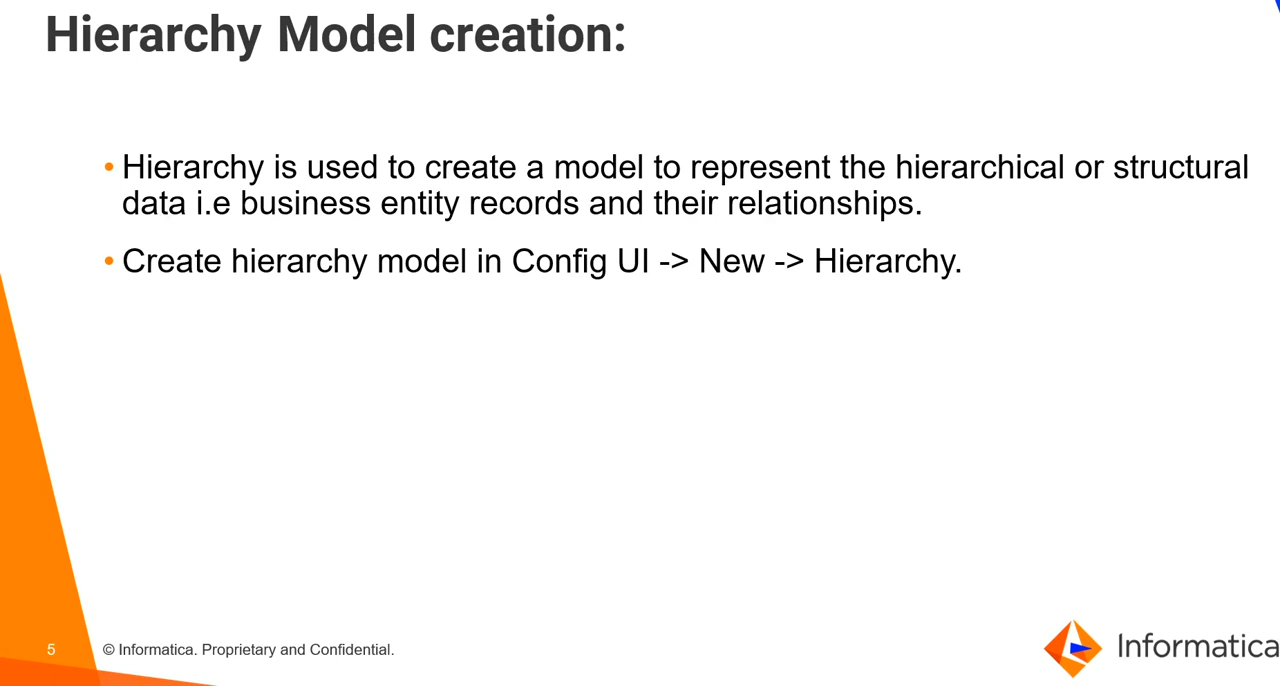 Hierarchy Model creation:
• Hierarchy is used to create a model to represent the hierarchical or structural
data i.e business entity records and their relationships.
• Create hierarchy model in Config UI -> New -> Hierarchy.
5
© Informatica. Proprietary and Confidential.
Informatica